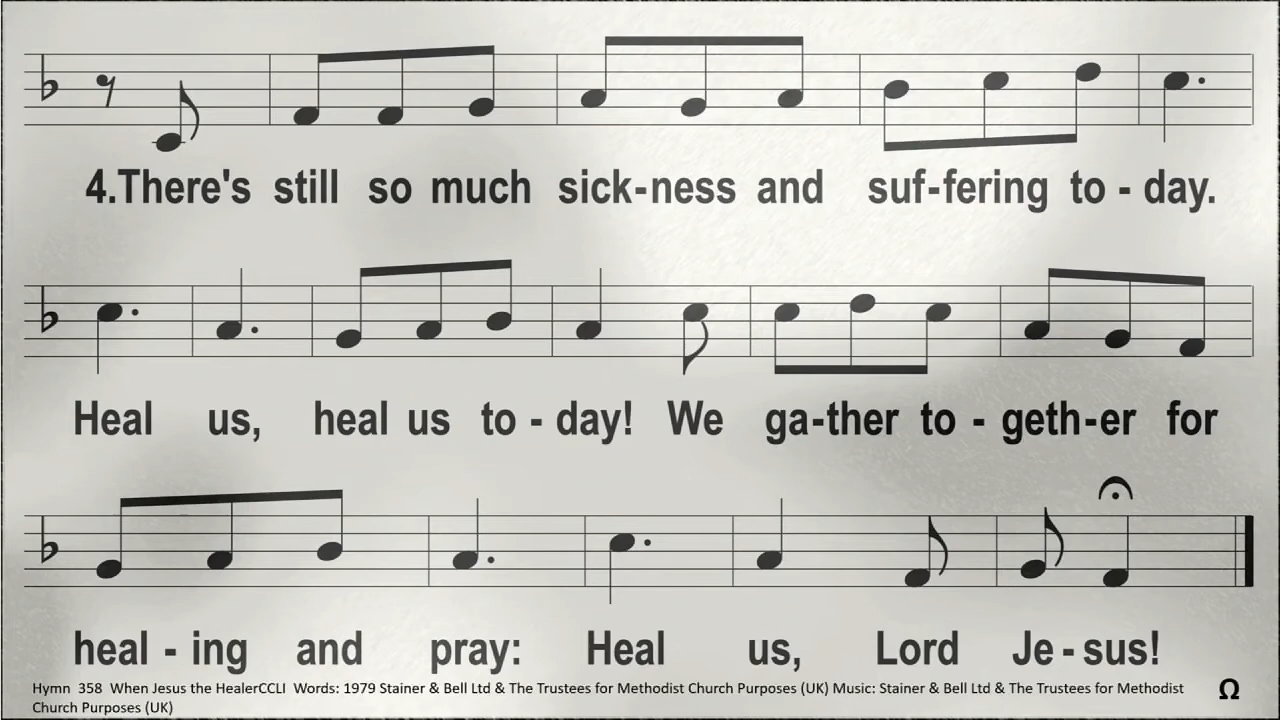 4.There's still so much sick-ness and suf-fering to - day.
Heal us, heal us to - day! We ga-ther to - geth-er for
heal - ing and pray: Heal us, Lord Je - sus!
Hymn 358 When Jesus the HealerCCLI Words: 1979 Stainer & Bell Ltd & The Trustees for Methodist Church Purposes (UK) Music: Stainer & Bell Ltd & The Trustees for Methodist
Church Purposes (UK)
Ω